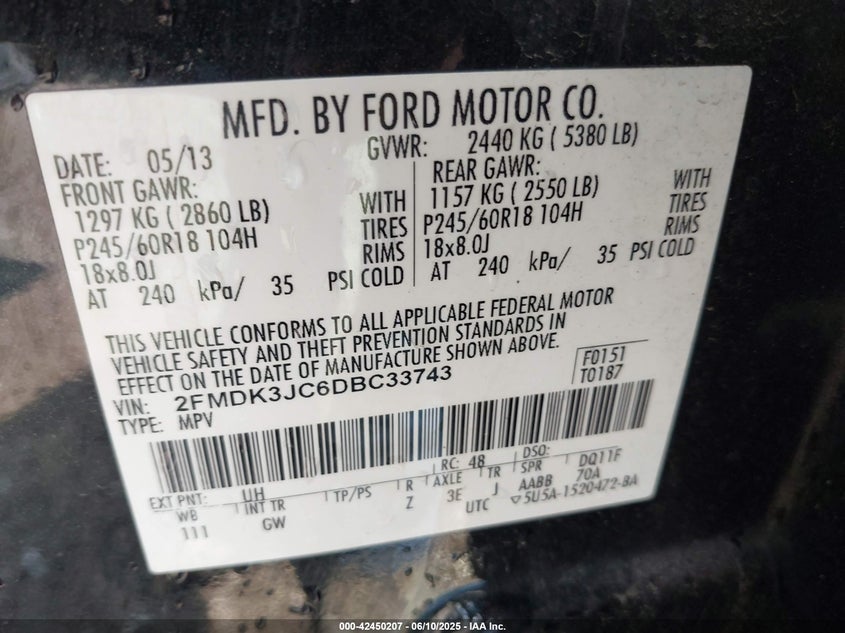 MFD. BY FORD MOTOR CO.
DATE: 05/13 GVWR: 2440 KG ( 5380 LB)
FRONT GAWR: REAR GAWR:
1297 KG ( 2860 LB) WITH 1157 KG ( 2550 LB) WITH
P245/60R18 104H TIRES P245/60R18 104H TIRES
18x8.0J RIMS 18x8.0J RIMS
AT 240 kPa/ 35 PSI COLD AT 240 kPa/ 35 PSI COLD
THIS VEHICLE CONFORMS TO ALL APPLICABLE FEDERAL MOTOR
VEHICLE SAFETY AND THEFT PREVENTION STANDARDS IN
EFFECT ON THE DATE OF MANUFACTURE SHOWN ABOVE.
F0151
T0187
VIN: 2FMDK3JC6DBC33743
TYPE: MPV
EXT PNT: UH RC: 48 DSO:
WB INT TR TP/PS R AXLE TR SPR DQ11F
111 GW Z 3E J AABB 70A
UTC ▽5U5A-1520472-BA
000-42450207 - 06/10/2025 - IAA Inc.